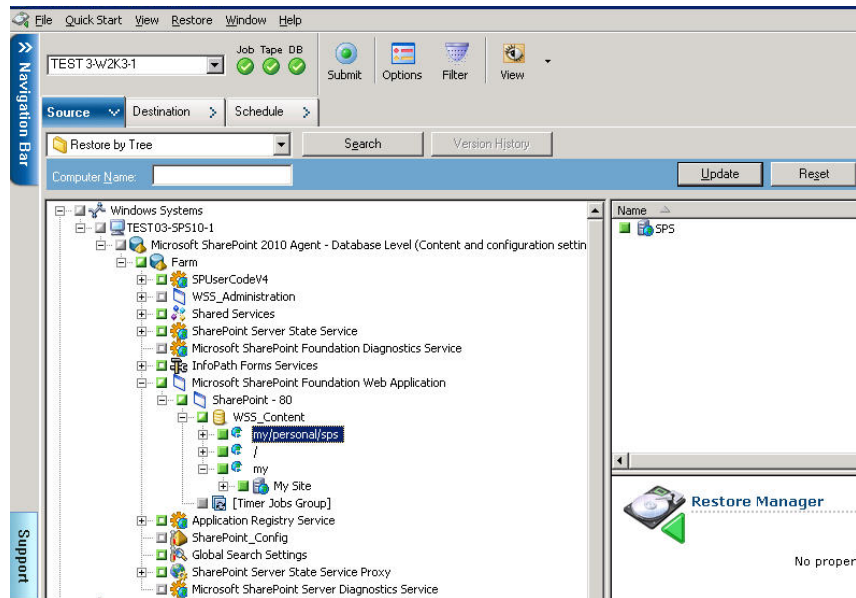 File Quick Start View Restore Window Help
Navigation Bar
TEST3-W2K3-1
Job Tape DB
Submit Options Filter View
Source Destination Schedule
Restore by Tree Search Version History
Computer Name: Update Reset
Windows Systems
TEST03-SPS10-1
Microsoft SharePoint 2010 Agent - Database Level (Content and configuration settin
Farm
SPUserCodeV4
WSS_Administration
Shared Services
SharePoint Server State Service
Microsoft SharePoint Foundation Diagnostics Service
InfoPath Forms Services
Microsoft SharePoint Foundation Web Application
SharePoint - 80
WSS_Content
my/personal/sps
/
my
My Site
[Timer Jobs Group]
Application Registry Service
SharePoint_Config
Global Search Settings
SharePoint Server State Service Proxy
Microsoft SharePoint Server Diagnostics Service
Name
SPS
Restore Manager
No proper
Support